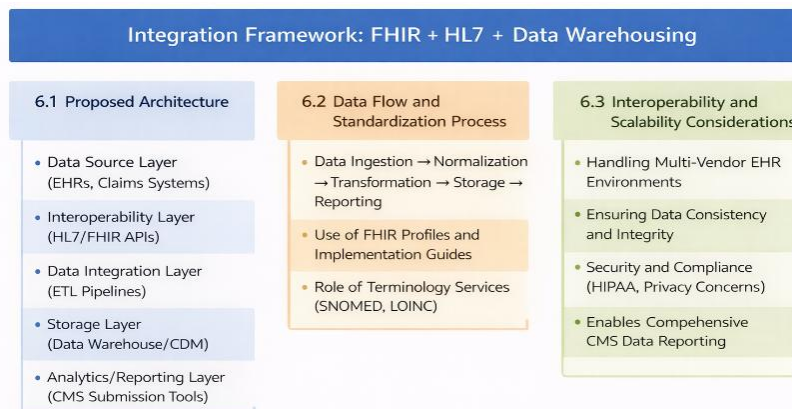 Integration Framework: FHIR + HL7 + Data Warehousing
6.1 Proposed Architecture
• Data Source Layer
(EHRs, Claims Systems)
• Interoperability Layer
(HL7/FHIR APIs)
• Data Integration Layer
(ETL Pipelines)
• Storage Layer
(Data Warehouse/CDM)
• Analytics/Reporting Layer
(CMS Submission Tools)
6.2 Data Flow and
Standardization Process
• Data Ingestion → Normalization
→ Transformation → Storage →
Reporting
• Use of FHIR Profiles and
Implementation Guides
• Role of Terminology Services
(SNOMED, LOINC)
6.3 Interoperability and
Scalability Considerations
• Handling Multi-Vendor EHR
Environments
• Ensuring Data Consistency
and Integrity
• Security and Compliance
(HIPAA, Privacy Concerns)
• Enables Compehensive
CMS Data Reporting